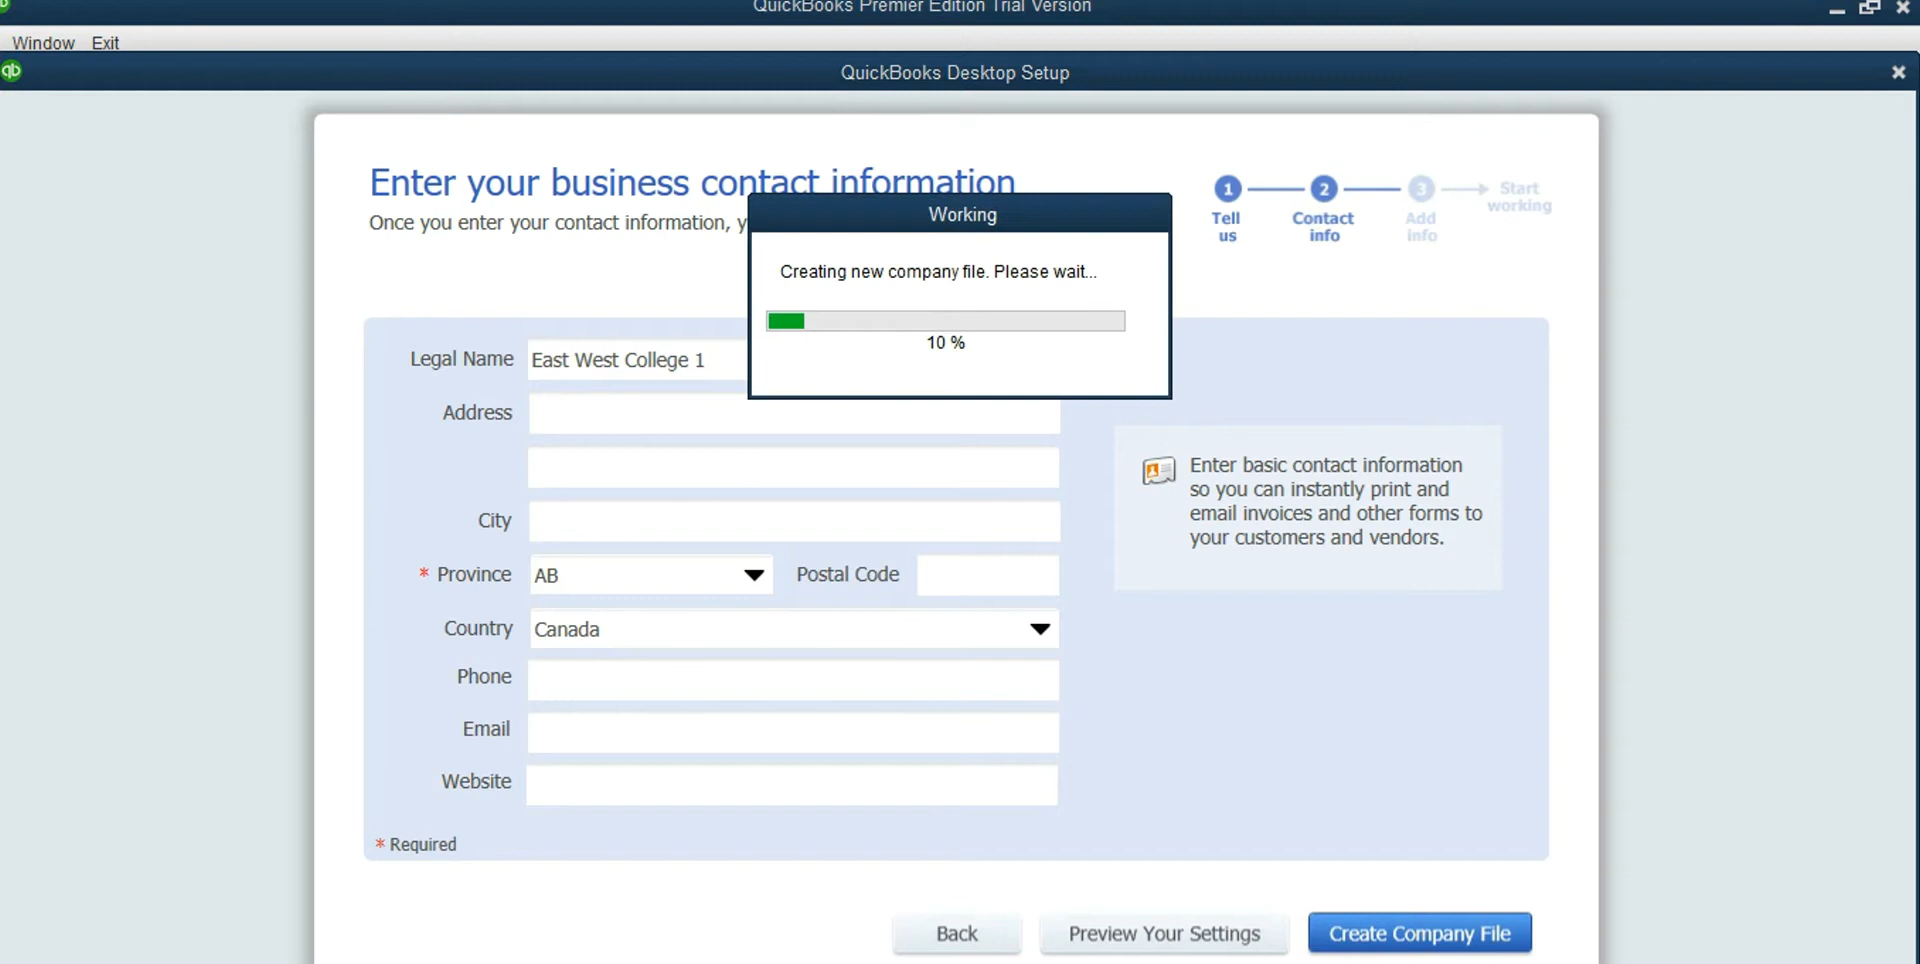 QuickBooks Premier Edition Trial Version
Window Exit
qb QuickBooks Desktop Setup
Enter your business contact information
Once you enter your contact information, y
1 2 3 Start working
Tell us
Contact info
Add info
Working
Creating new company file. Please wait...
10 %
Legal Name East West College 1
Address
City
* Province AB Postal Code
Country Canada
Phone
Email
Website
* Required
Enter basic contact information
so you can instantly print and
email invoices and other forms to
your customers and vendors.
Back Preview Your Settings Create Company File